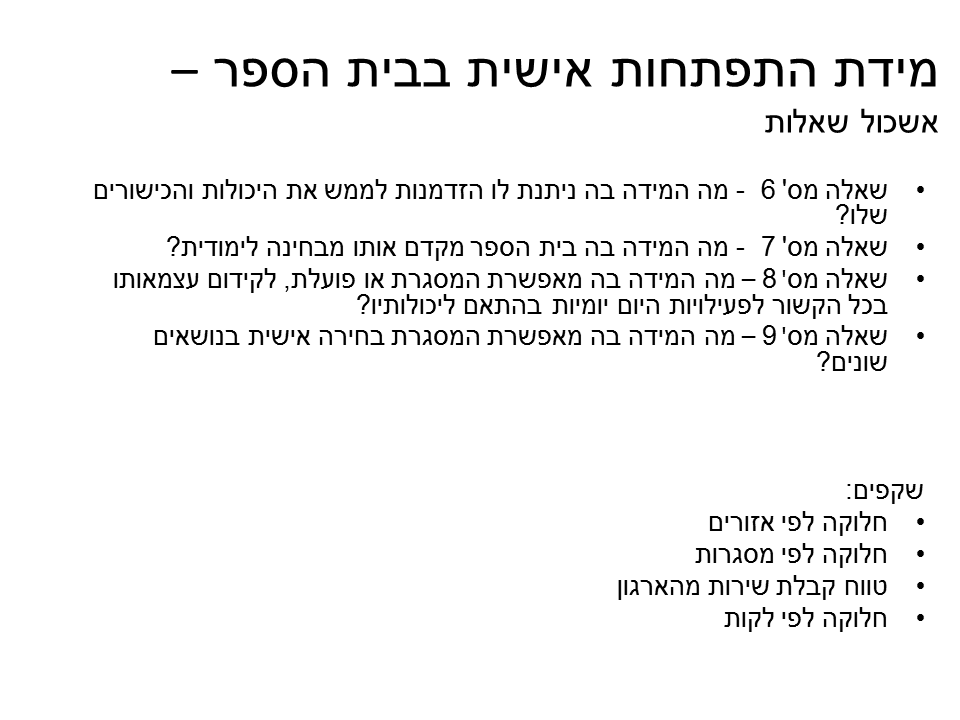 מידת התפתחות אישית בבית הספר –
אשכול שאלות
• שאלה מס' 6 - מה המידה בה ניתנת לו הזדמנות לממש את היכולות והכישורים
שלו?
• שאלה מס' 7 - מה המידה בה בית הספר מקדם אותו מבחינה לימודית?
• שאלה מס' 8 – מה המידה בה מאפשרת המסגרת או פועלת, לקידום עצמאותו
בכל הקשור לפעילויות היום יומיות בהתאם ליכולותיו?
• שאלה מס' 9 – מה המידה בה מאפשרת המסגרת בחירה אישית בנושאים
שונים?
שקפים:
• חלוקה לפי אזורים
• חלוקה לפי מסגרות
• טווח קבלת שירות מהארגון
• חלוקה לפי לקות